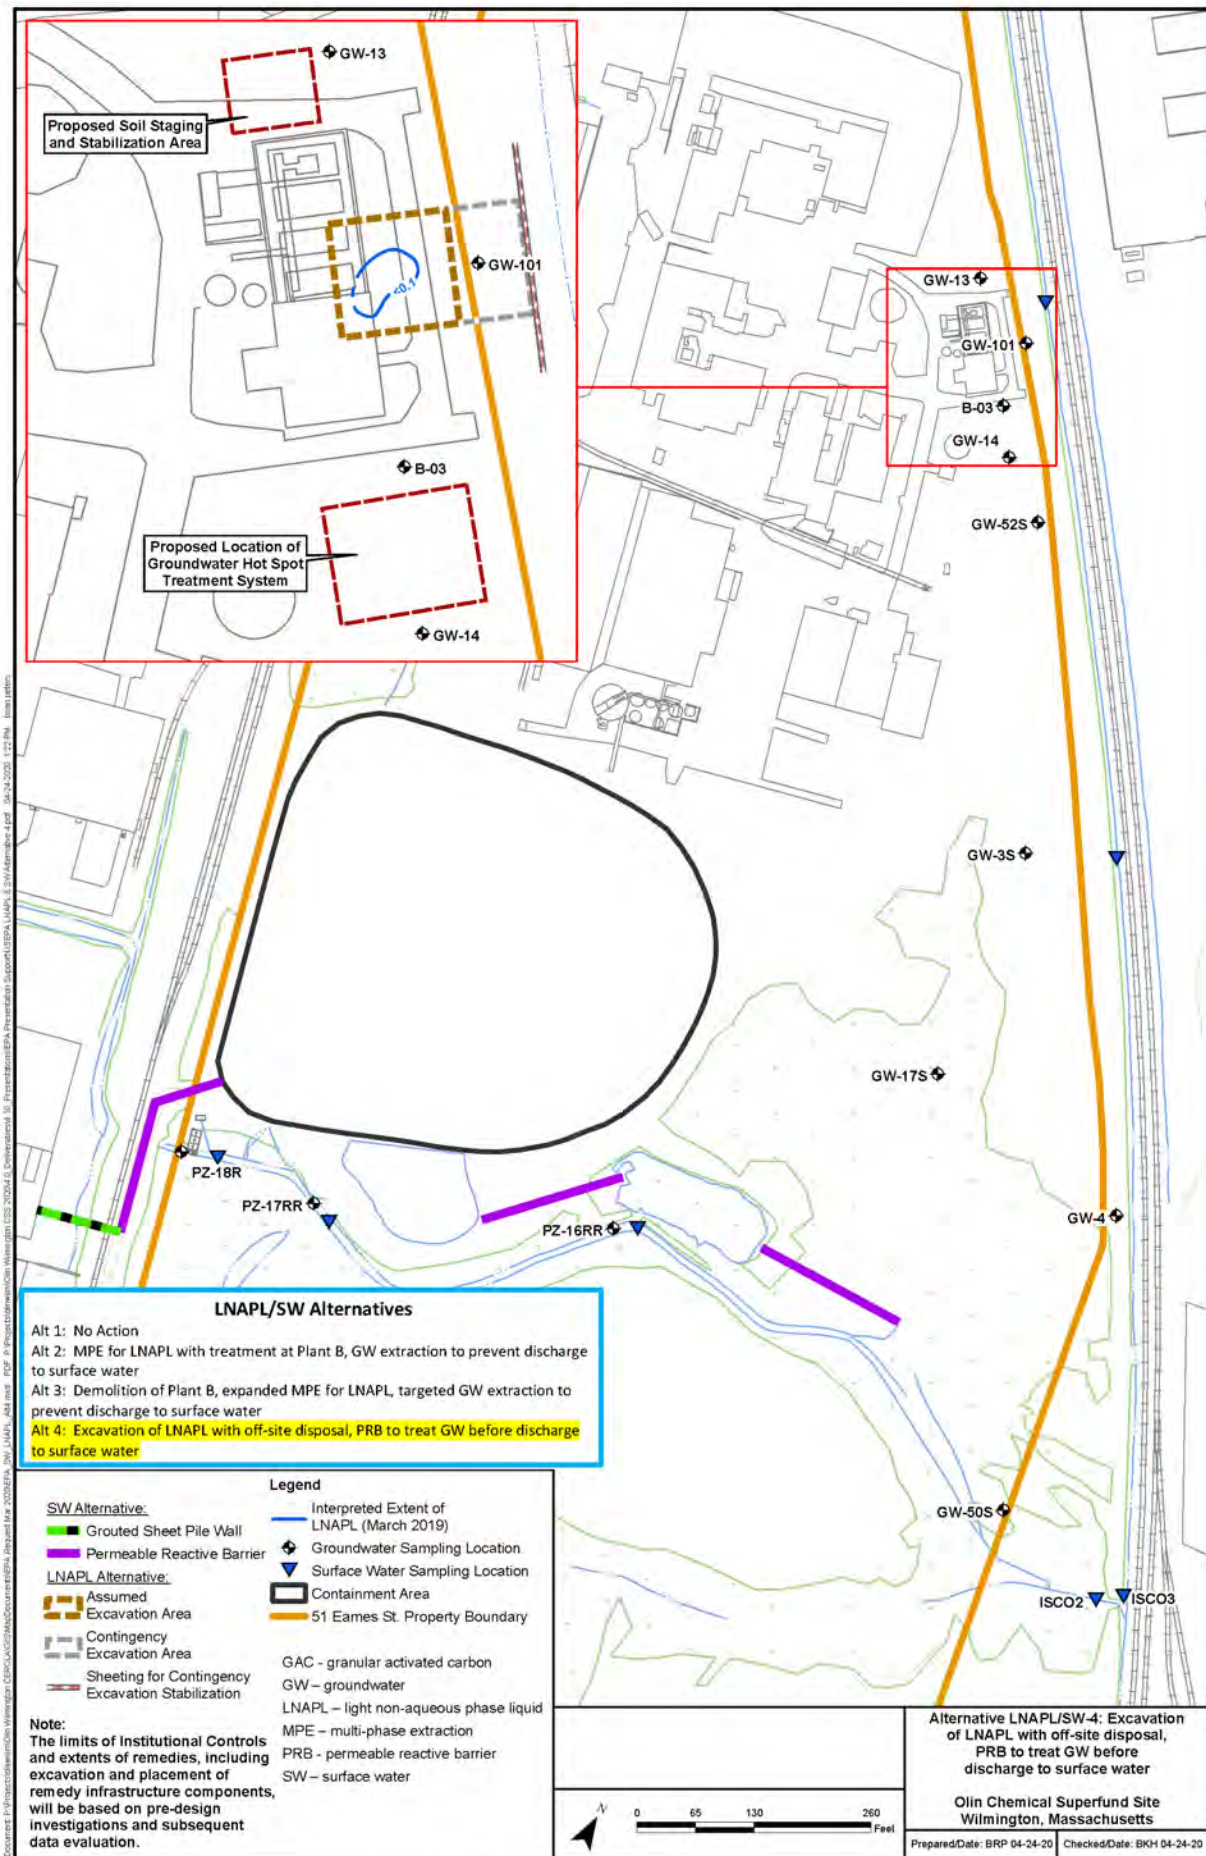 GW-13
Proposed Soil Staging
and Stabilization Area
GW-101
<0.1
B-03
Proposed Location of
Groundwater Hot Spot
Treatment System
GW-14
GW-13
GW-101
B-03
GW-14
GW-52S
GW-3S
GW-17S
PZ-18R
PZ-17RR
PZ-16RR
GW-4
GW-50S
ISCO2
ISCO3
LNAPL/SW Alternatives
Alt 1: No Action
Alt 2: MPE for LNAPL with treatment at Plant B, GW extraction to prevent discharge
to surface water
Alt 3: Demolition of Plant B, expanded MPE for LNAPL, targeted GW extraction to
prevent discharge to surface water
Alt 4: Excavation of LNAPL with off-site disposal, PRB to treat GW before discharge
to surface water
Legend
SW Alternative:
Grouted Sheet Pile Wall
Permeable Reactive Barrier
LNAPL Alternative:
Assumed
Excavation Area
Contingency
Excavation Area
Sheeting for Contingency
Excavation Stabilization
Interpreted Extent of
LNAPL (March 2019)
Groundwater Sampling Location
Surface Water Sampling Location
Containment Area
51 Eames St. Property Boundary
GAC - granular activated carbon
GW – groundwater
LNAPL – light non-aqueous phase liquid
MPE – multi-phase extraction
PRB - permeable reactive barrier
SW – surface water
Note:
The limits of Institutional Controls
and extents of remedies, including
excavation and placement of
remedy infrastructure components,
will be based on pre-design
investigations and subsequent
data evaluation.
N
0 65 130 260
Feet
Alternative LNAPL/SW-4: Excavation
of LNAPL with off-site disposal,
PRB to treat GW before
discharge to surface water
Olin Chemical Superfund Site
Wilmington, Massachusetts
Prepared/Date: BRP 04-24-20
Checked/Date: BKH 04-24-20